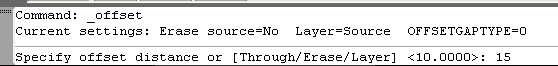 Command: _offset
Current settings: Erase source=No  Layer=Source  OFFSETGAPTYPE=0
Specify offset distance or [Through/Erase/Layer] <10.0000>: 15